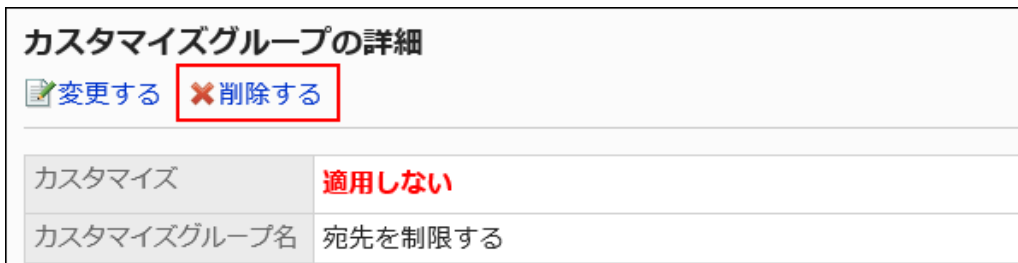 カスタマイズグループの詳細
変更する 削除する
カスタマイズ 適用しない
カスタマイズグループ名 宛先を制限する